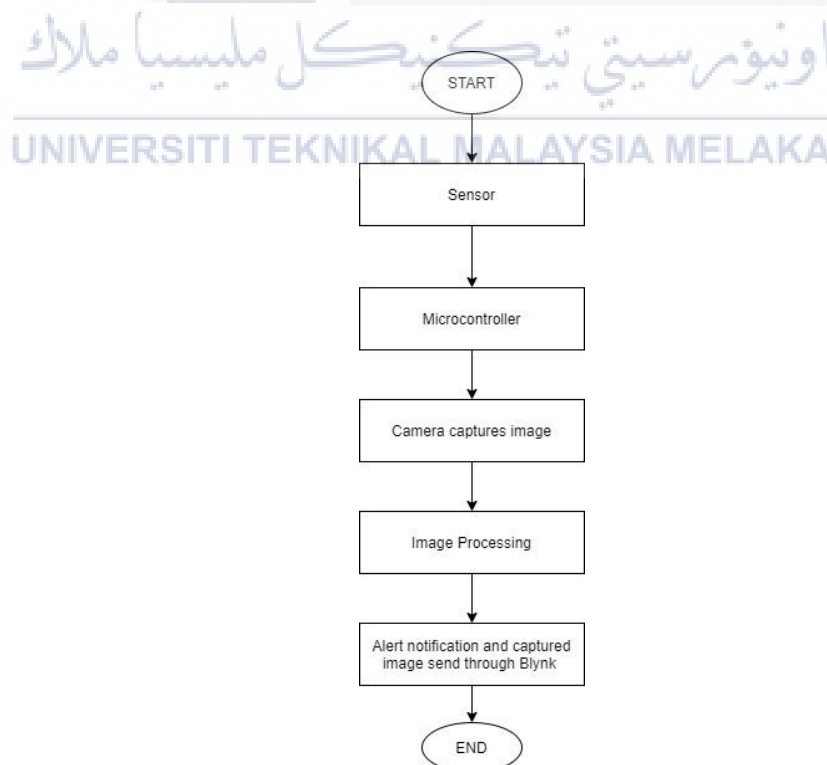 اونيۏرسيتي تيكنيكل مليسيا ملاك
UNIVERSITI TEKNIKAL MALAYSIA MELAKA
START
Sensor
Microcontroller
Camera captures image
Image Processing
Alert notification and captured
image send through Blynk
END